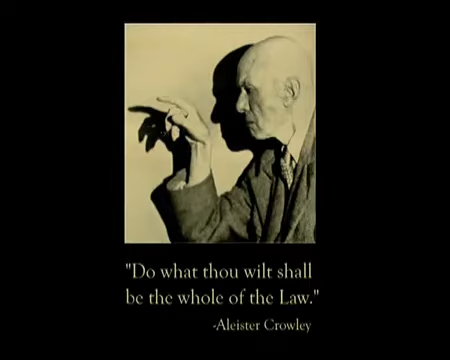 "Do what thou wilt shall
be the whole of the Law."
-Aleister Crowley